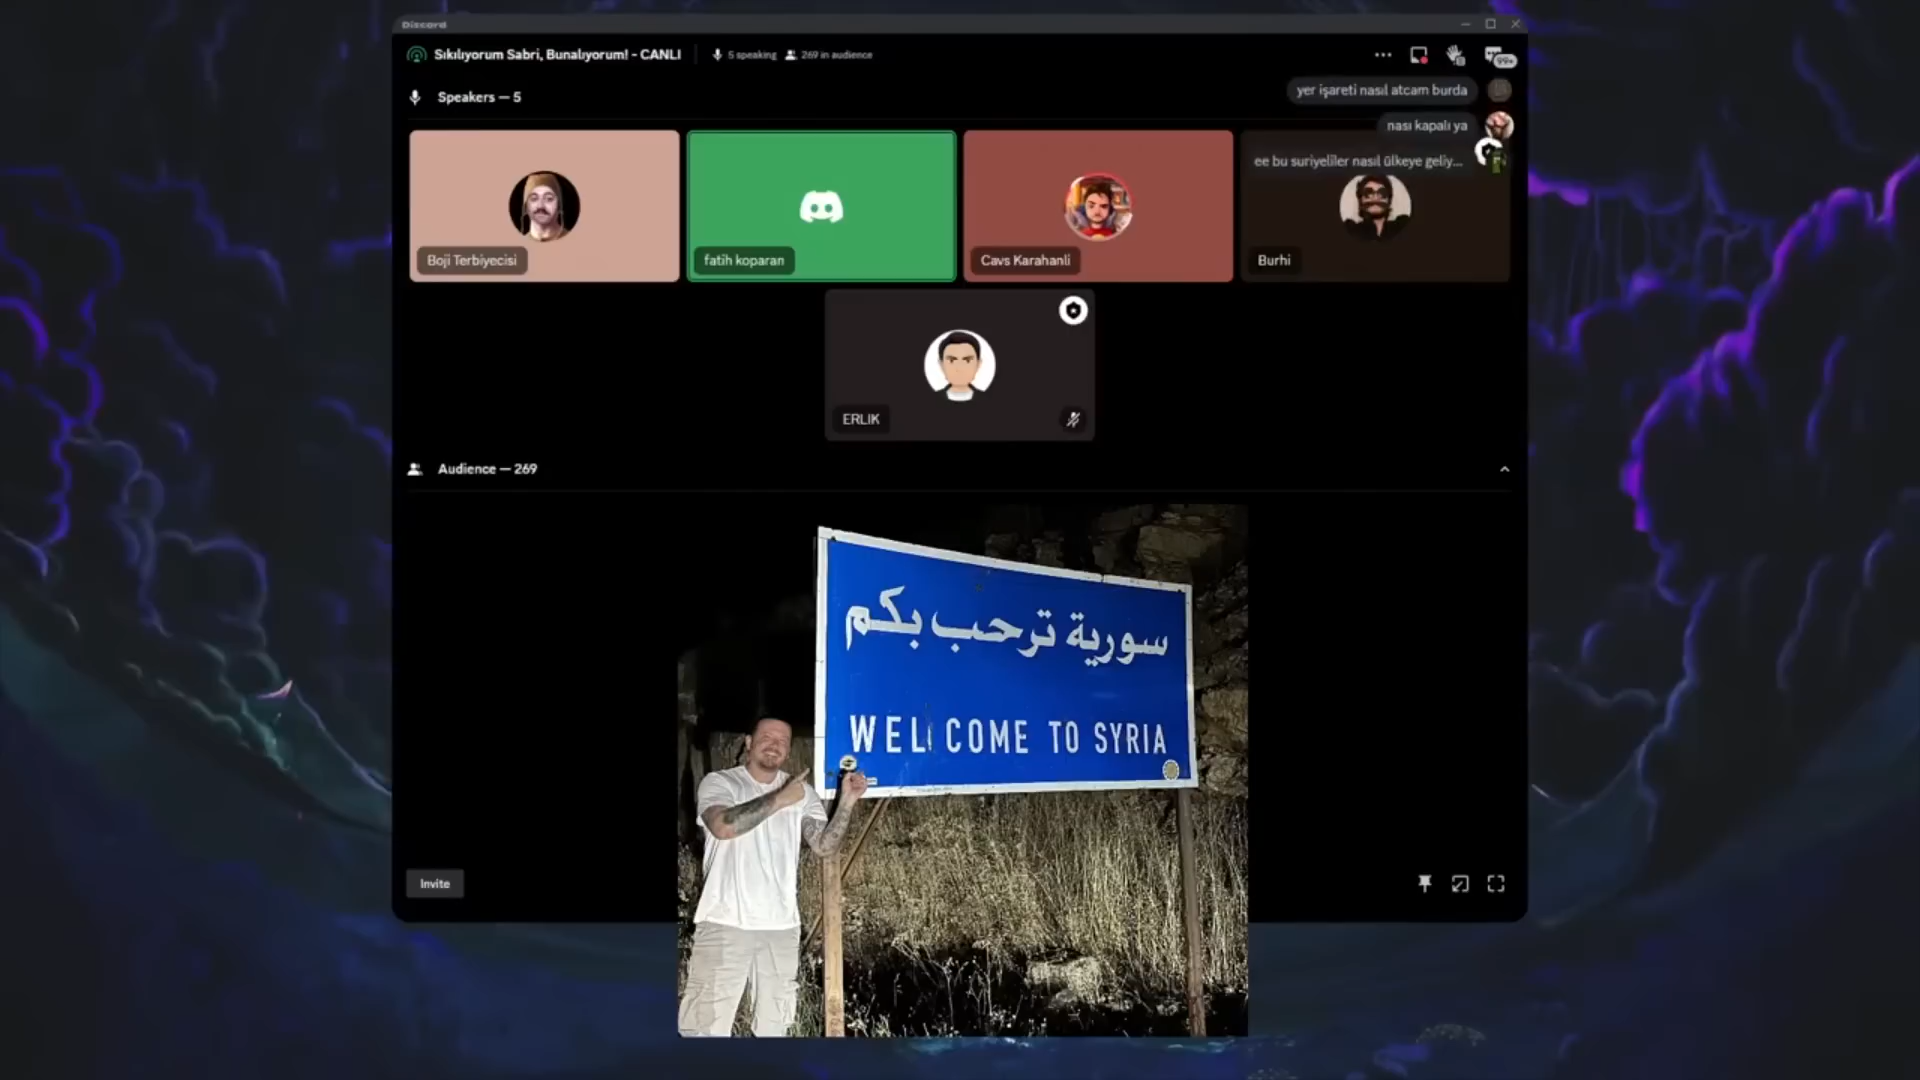 Discord
Sıkılıyorum Sabri, Bunalıyorum! - CANLI
5 speaking
269 in audience
99+
yer işareti nasıl atcam burda
Speakers — 5
nası kapalı ya
ee bu suriyeliler nasıl ülkeye geliy...
Boji Terbiyecisi
fatih koparan
Cavs Karahanli
Burhi
ERLIK
Audience — 269
سورية ترحب بكم
WELCOME TO SYRIA
Invite